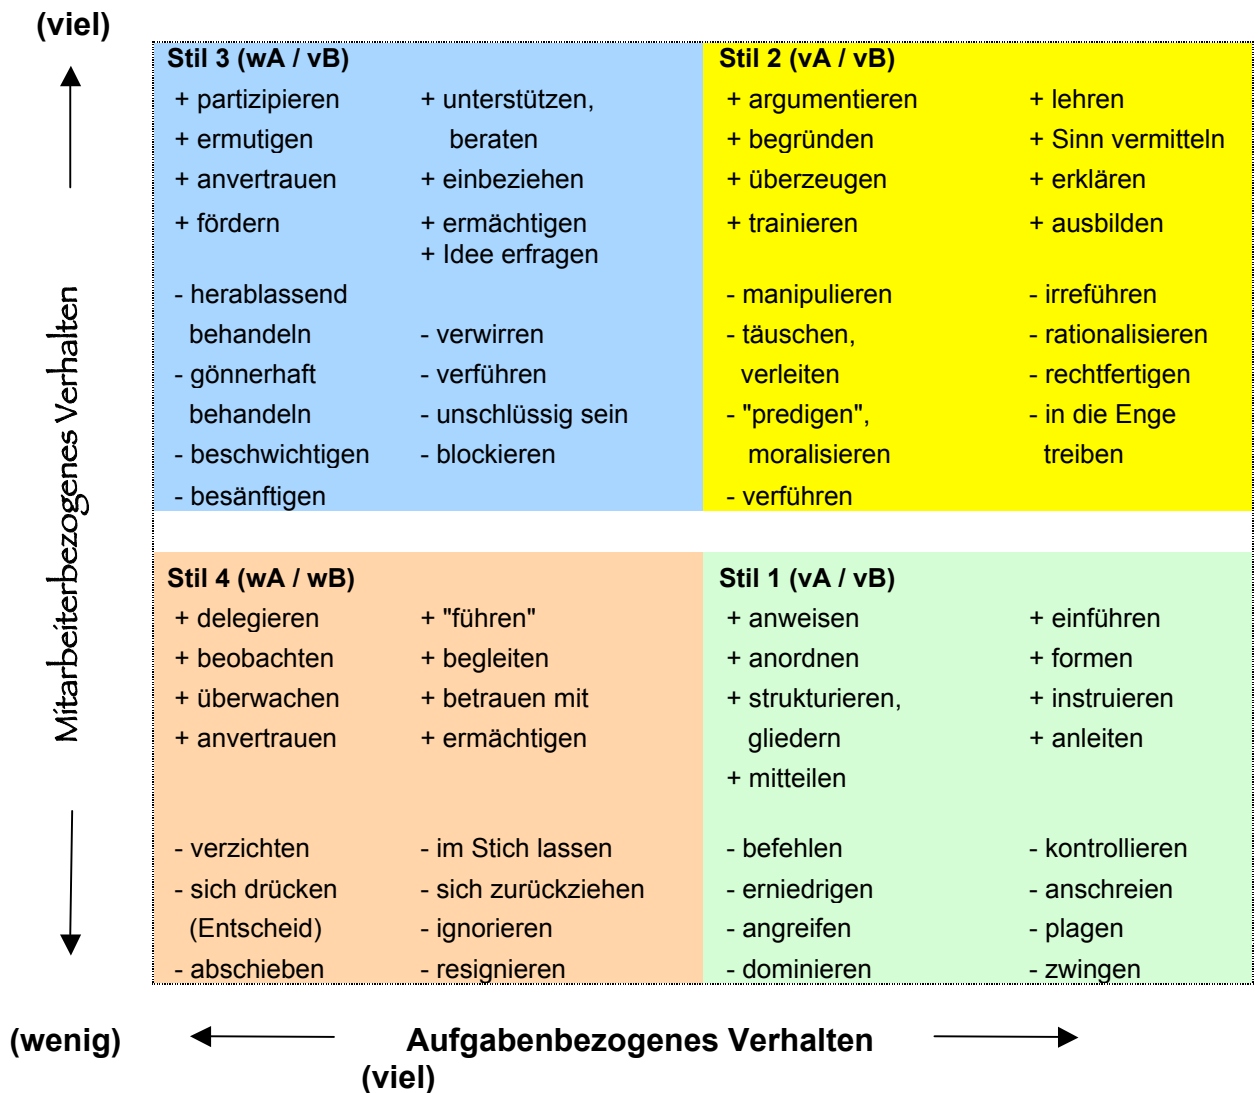 (viel)
Stil 3 (wA / vB)
+ partizipieren + unterstützen,
+ ermutigen beraten
+ anvertrauen + einbeziehen
+ fördern + ermächtigen
+ Idee erfragen
- herablassend
behandeln - verwirren
- gönnerhaft - verführen
behandeln - unschlüssig sein
- beschwichtigen - blockieren
- besänftigen
Stil 2 (vA / vB)
+ argumentieren + lehren
+ begründen + Sinn vermitteln
+ überzeugen + erklären
+ trainieren + ausbilden
- manipulieren - irreführen
- täuschen, - rationalisieren
verleiten - rechtfertigen
- "predigen", - in die Enge
moralisieren treiben
- verführen
Mitarbeiterbezogenes Verhalten
Stil 4 (wA / wB)
+ delegieren + "führen"
+ beobachten + begleiten
+ überwachen + betrauen mit
+ anvertrauen + ermächtigen
- verzichten - im Stich lassen
- sich drücken - sich zurückziehen
(Entscheid) - ignorieren
- abschieben - resignieren
Stil 1 (vA / vB)
+ anweisen + einführen
+ anordnen + formen
+ strukturieren, + instruieren
gliedern + anleiten
+ mitteilen
- befehlen - kontrollieren
- erniedrigen - anschreien
- angreifen - plagen
- dominieren - zwingen
(wenig) Aufgabenbezogenes Verhalten
(viel)